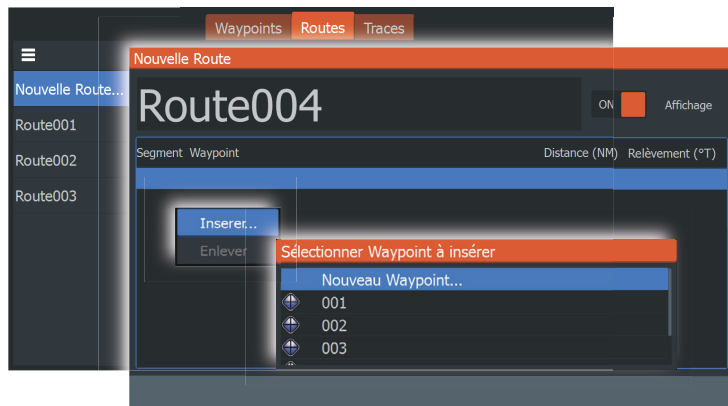 Waypoints Routes Traces
Nouvelle Route
Nouvelle Route...
Route001
Route002
Route003
Route004
ON Affichage
Segment Waypoint Distance (NM) Relèvement (°T)
Inserer...
Enlever
Sélectionner Waypoint à insérer
Nouveau Waypoint...
001
002
003